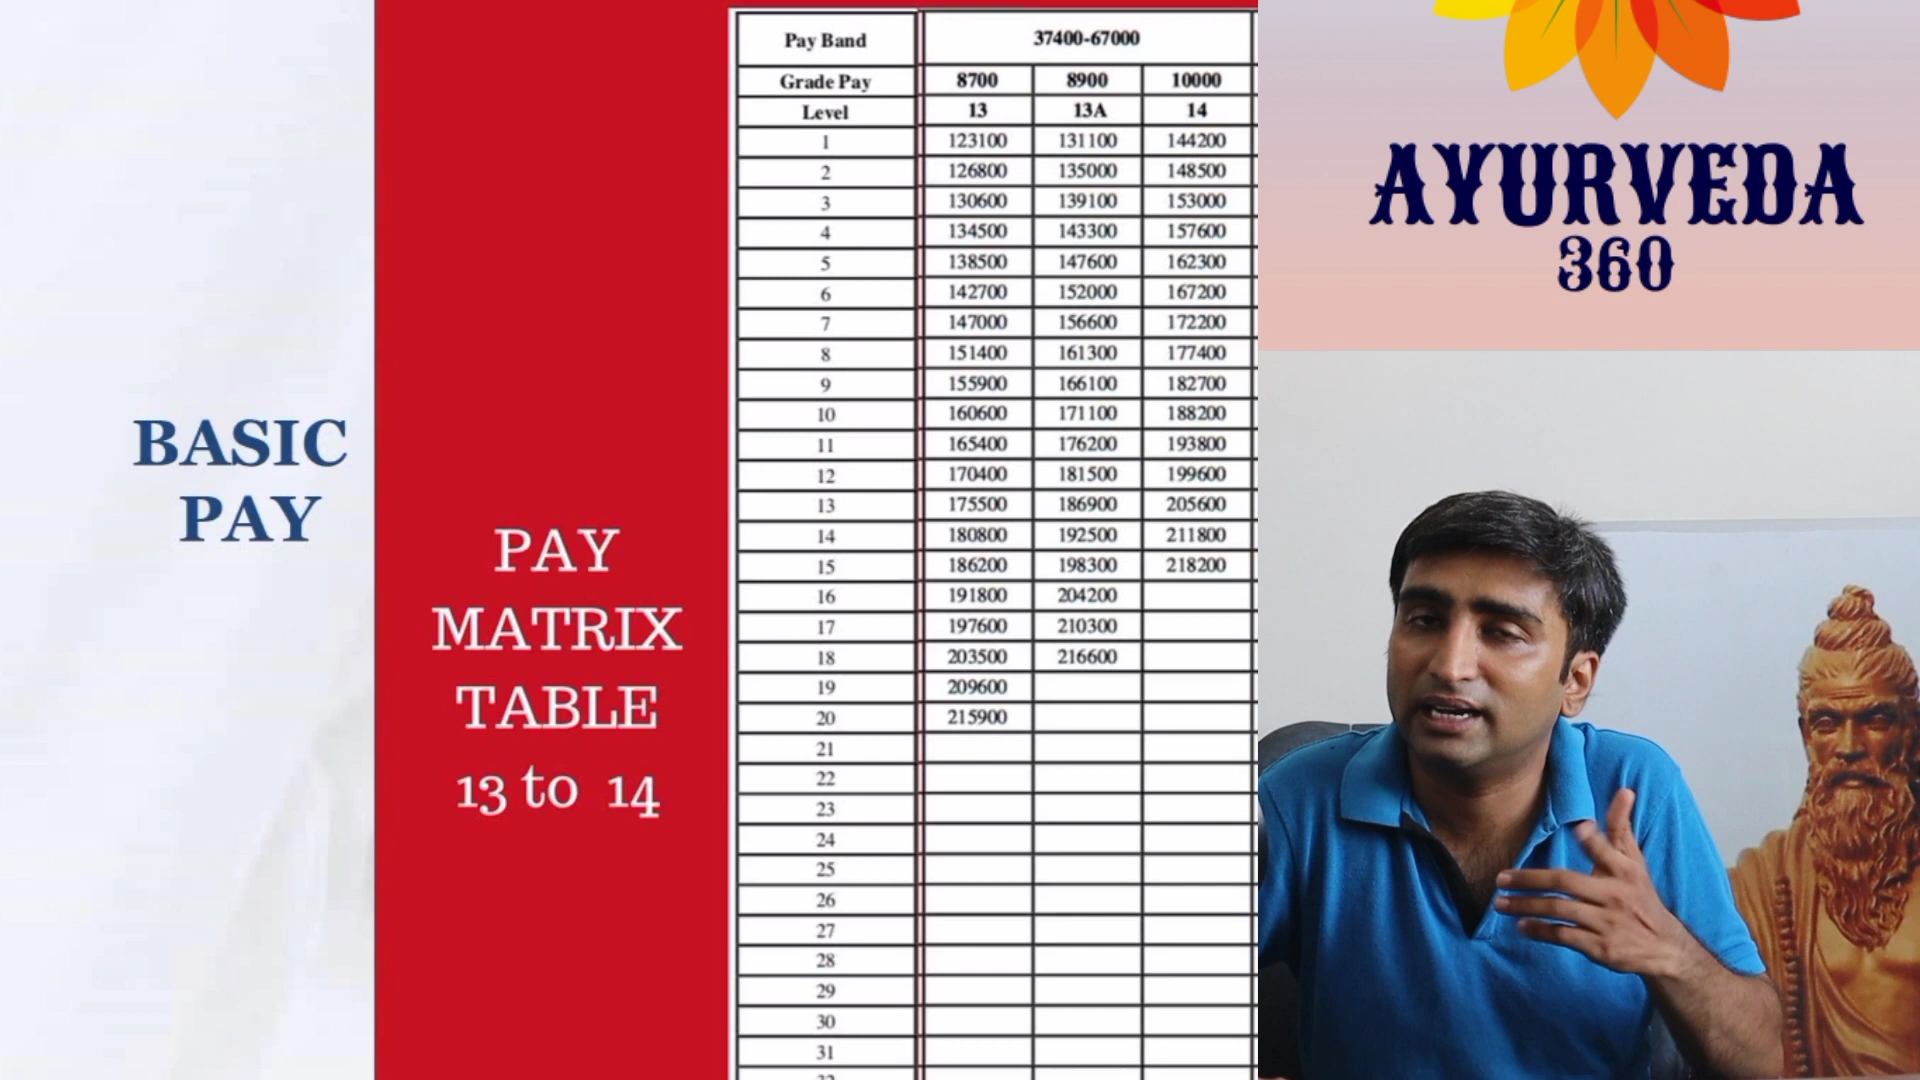 BASIC
PAY
PAY
MATRIX
TABLE
13 to 14
Pay Band 37400-67000
Grade Pay 8700 8900 10000
Level 13 13A 14
1 123100 131100 144200
2 126800 135000 148500
3 130600 139100 153000
4 134500 143300 157600
5 138500 147600 162300
6 142700 152000 167200
7 147000 156600 172200
8 151400 161300 177400
9 155900 166100 182700
10 160600 171100 188200
11 165400 176200 193800
12 170400 181500 199600
13 175500 186900 205600
14 180800 192500 211800
15 186200 198300 218200
16 191800 204200
17 197600 210300
18 203500 216600
19 209600
20 215900
21
22
23
24
25
26
27
28
29
30
31
AYURVEDA
360